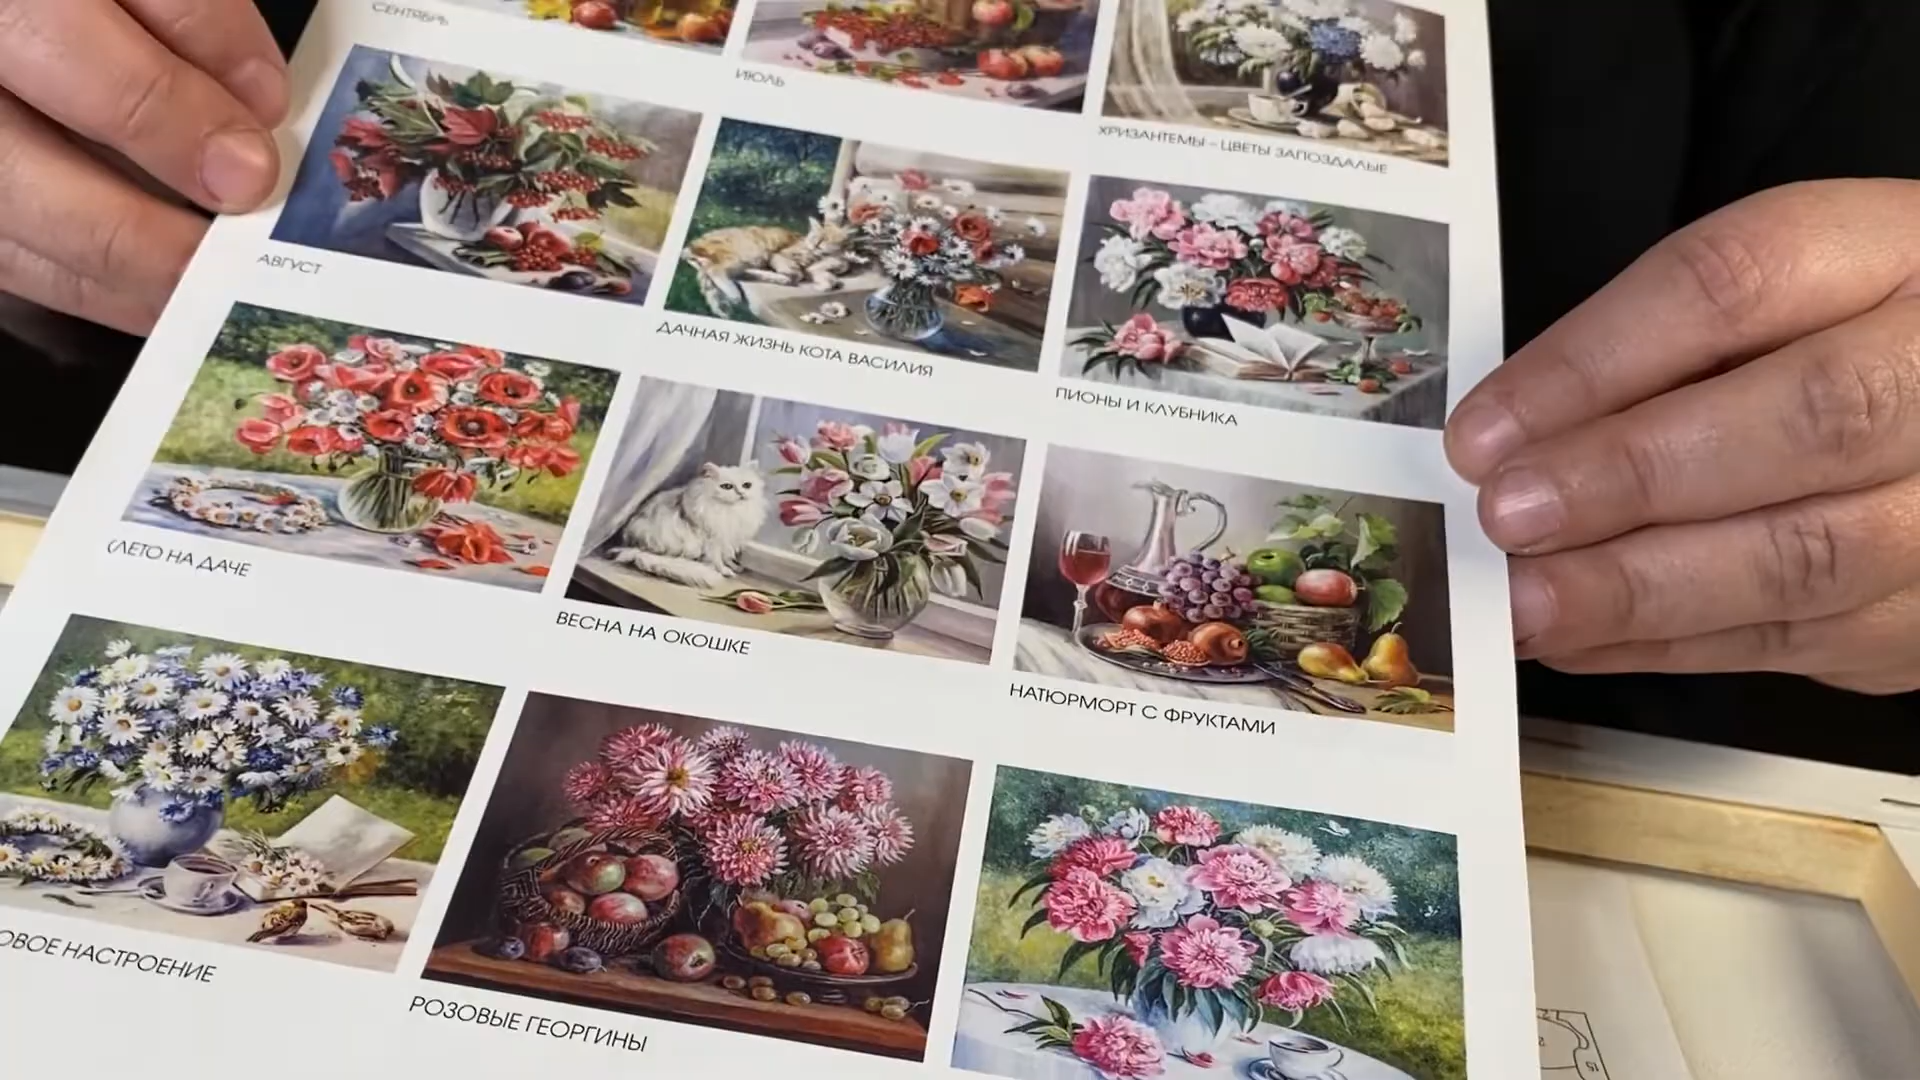 СЕНТЯБРЬ
ИЮЛЬ
ХРИЗАНТЕМЫ – ЦВЕТЫ ЗАПОЗДАЛЫЕ
АВГУСТ
ДАЧНАЯ ЖИЗНЬ КОТА ВАСИЛИЯ
ПИОНЫ И КЛУБНИКА
(ЛЕТО НА ДАЧЕ
ВЕСНА НА ОКОШКЕ
НАТЮРМОРТ С ФРУКТАМИ
НАСТРОЕНИЕ
РОЗОВЫЕ ГЕОРГИНЫ
15